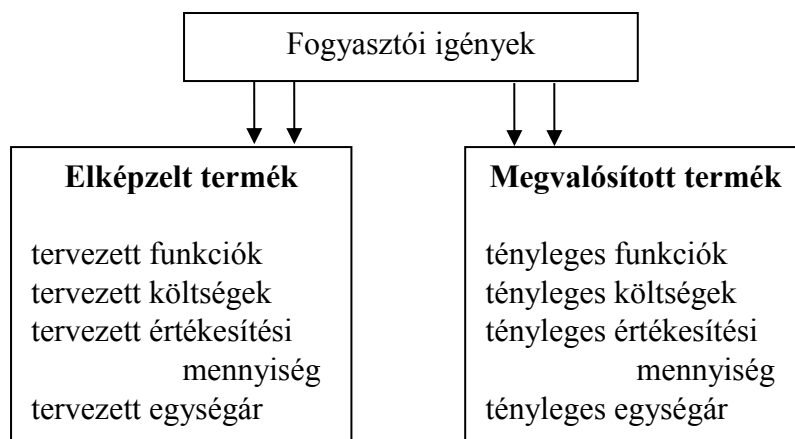 Fogyasztói igények
Elképzelt termék
tervezett funkciók
tervezett költségek
tervezett értékesítési
mennyiség
tervezett egységár
Megvalósított termék
tényleges funkciók
tényleges költségek
tényleges értékesítési
mennyiség
tényleges egységár